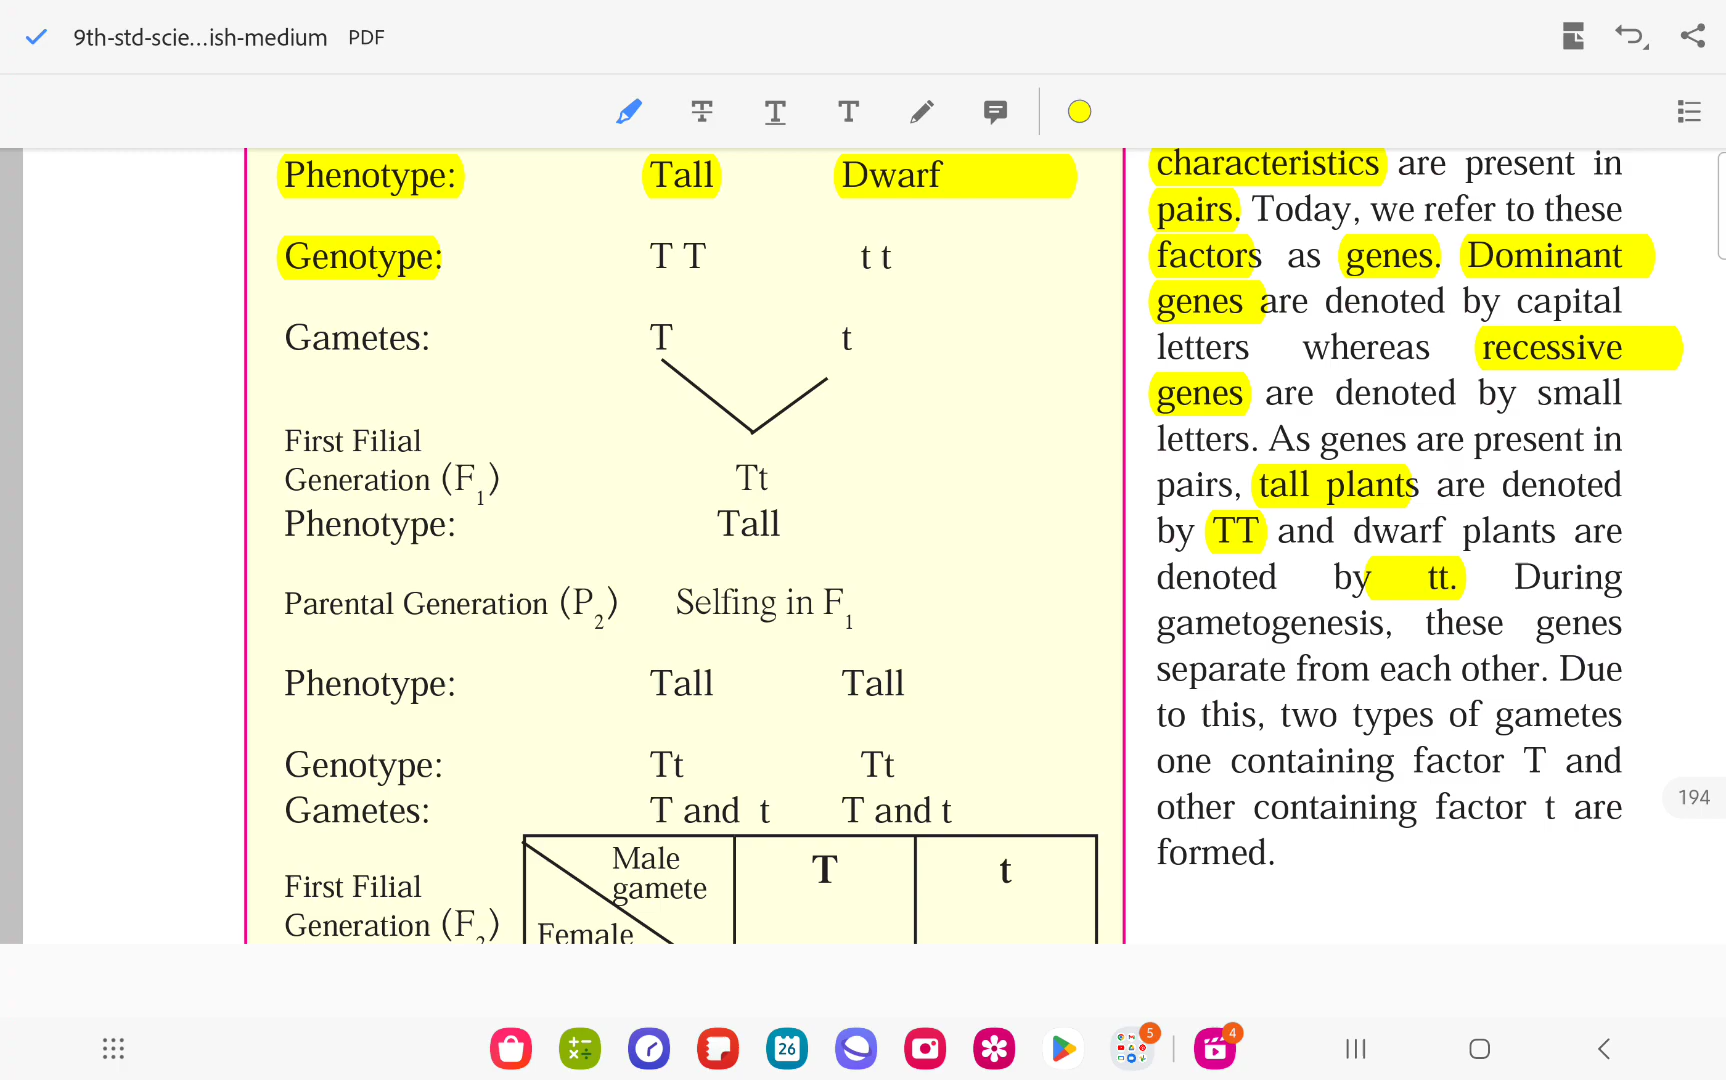 9th-std-scie...ish-medium PDF
Phenotype: Tall Dwarf
Genotype: T T t t
Gametes: T t
First Filial
Generation (F1) Tt
Phenotype: Tall
Parental Generation (P2) Selfing in F1
Phenotype: Tall Tall
Genotype: Tt Tt
Gametes: T and t T and t
Male
gamete T t
First Filial
Generation (F2)
Female
characteristics are present in
pairs. Today, we refer to these
factors as genes. Dominant
genes are denoted by capital
letters whereas recessive
genes are denoted by small
letters. As genes are present in
pairs, tall plants are denoted
by TT and dwarf plants are
denoted by tt. During
gametogenesis, these genes
separate from each other. Due
to this, two types of gametes
one containing factor T and
other containing factor t are
formed.
194
26
5
4